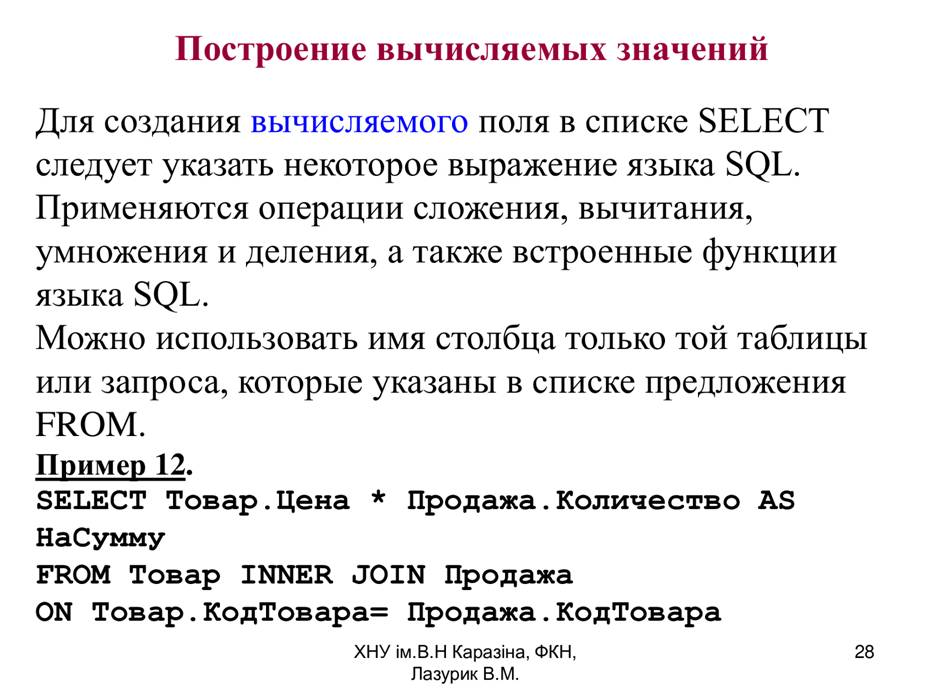 Построение вычисляемых значений
Для создания вычисляемого поля в списке SELECT
следует указать некоторое выражение языка SQL.
Применяются операции сложения, вычитания,
умножения и деления, а также встроенные функции
языка SQL.
Можно использовать имя столбца только той таблицы
или запроса, которые указаны в списке предложения
FROM.
Пример 12.
SELECT Товар.Цена * Продажа.Количество AS
НаСумму
FROM Товар INNER JOIN Продажа
ON Товар.КодТовара= Продажа.КодТовара
ХНУ ім.В.Н Каразіна, ФКН,
Лазурик В.М.
28